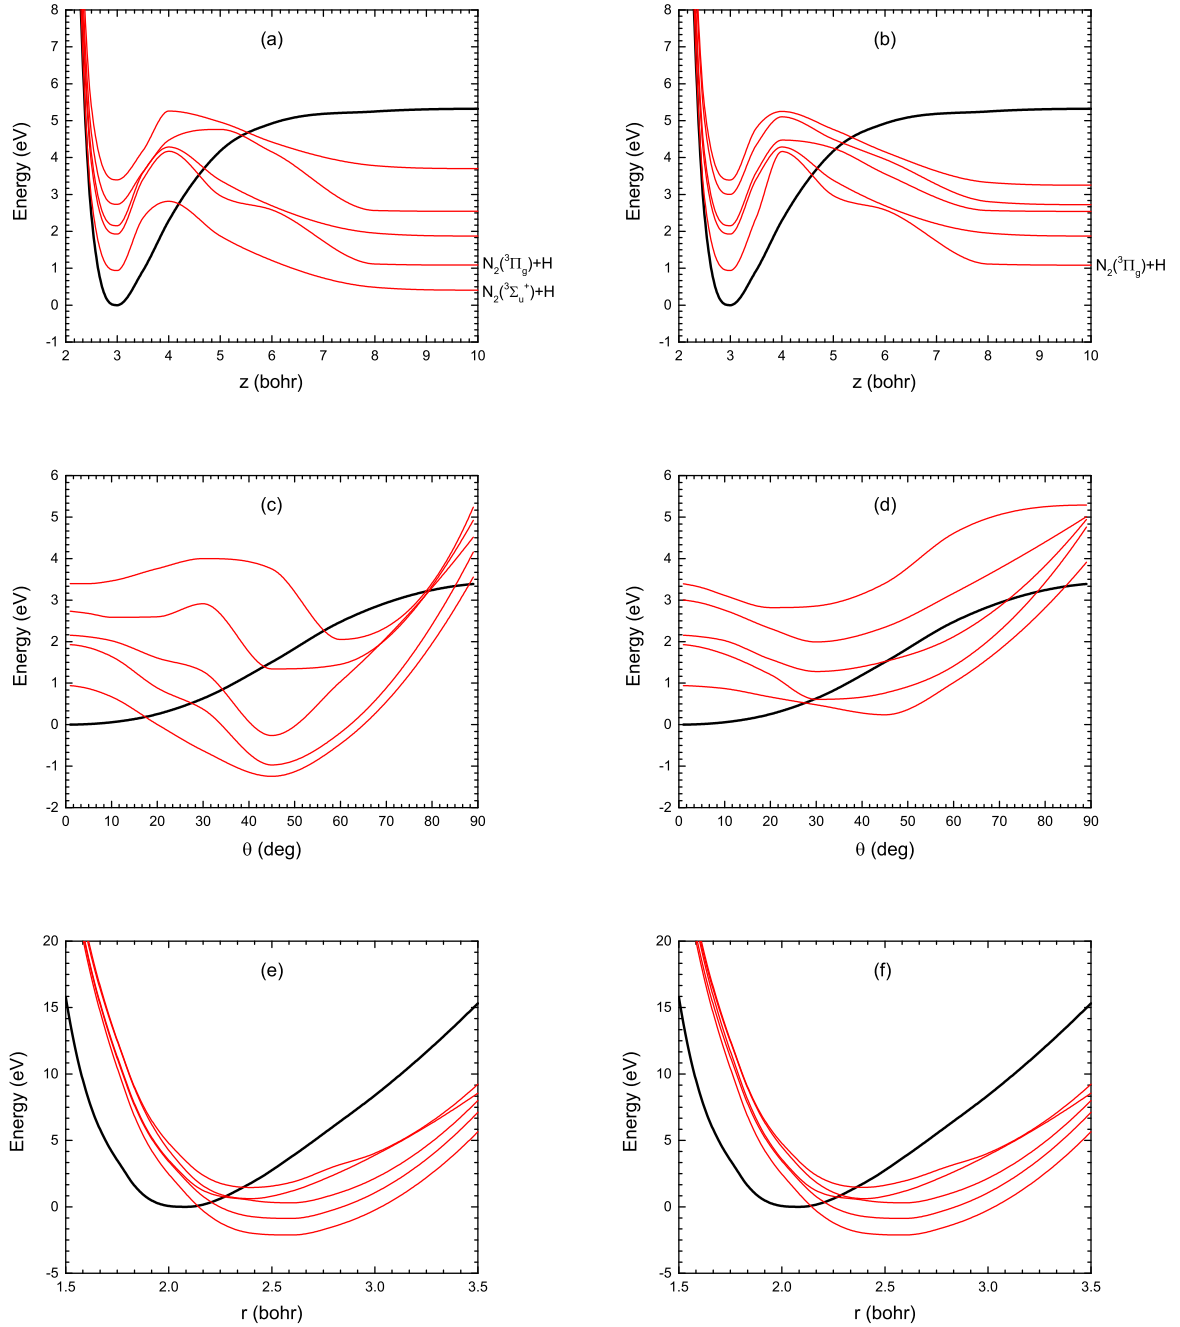 (a)
8
7
6
5
4
3
2
1
0
-1
Energy (eV)
2 3 4 5 6 7 8 9 10
z (bohr)
N₂(³Π_g)+H
N₂(³Σ_u⁺)+H
(b)
8
7
6
5
4
3
2
1
0
-1
Energy (eV)
2 3 4 5 6 7 8 9 10
z (bohr)
N₂(³Π_g)+H
(c)
6
5
4
3
2
1
0
-1
-2
Energy (eV)
0 10 20 30 40 50 60 70 80 90
θ (deg)
(d)
6
5
4
3
2
1
0
-1
-2
Energy (eV)
0 10 20 30 40 50 60 70 80 90
θ (deg)
(e)
20
15
10
5
0
-5
Energy (eV)
1.5 2.0 2.5 3.0 3.5
r (bohr)
(f)
20
15
10
5
0
-5
Energy (eV)
1.5 2.0 2.5 3.0 3.5
r (bohr)